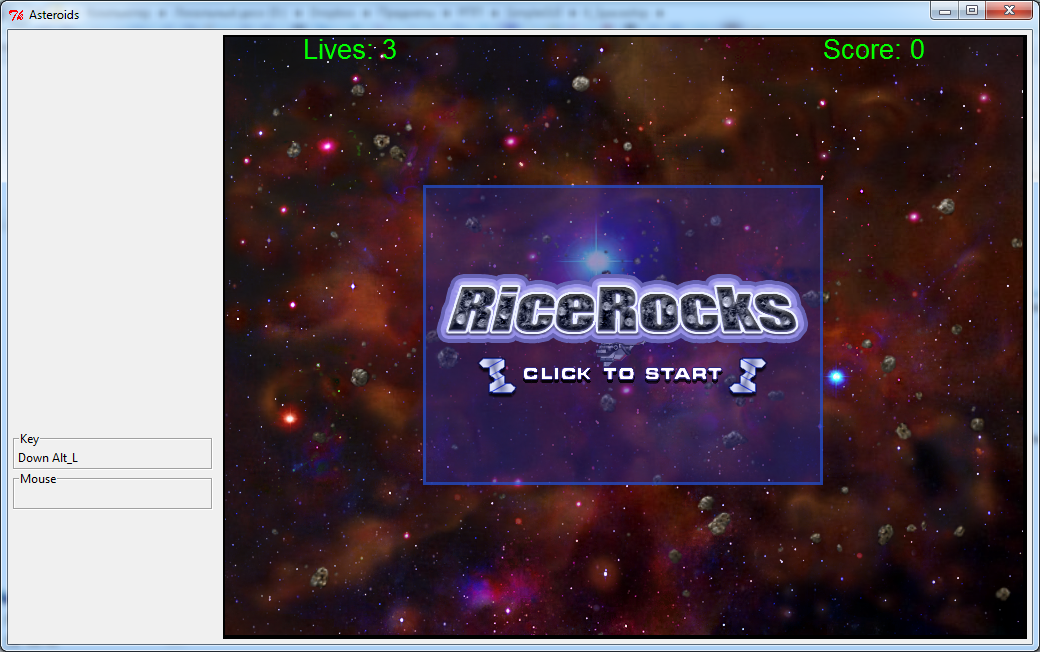 Asteroids
Lives: 3
Score: 0
RiceRocks
CLICK TO START
Key
Down Alt_L
Mouse